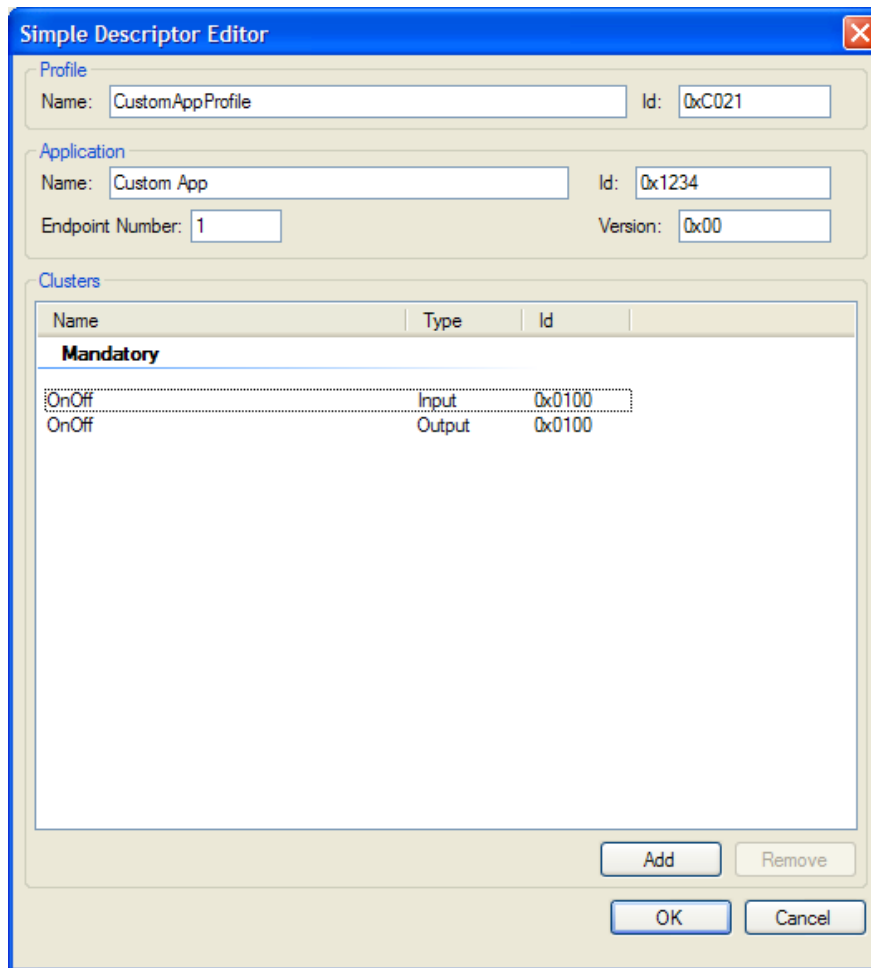 Simple Descriptor Editor
Profile
Name: CustomAppProfile Id: 0xC021
Application
Name: Custom App Id: 0x1234
Endpoint Number: 1 Version: 0x00
Clusters
Name Type Id
Mandatory
OnOff Input 0x0100
OnOff Output 0x0100
Add Remove
OK Cancel